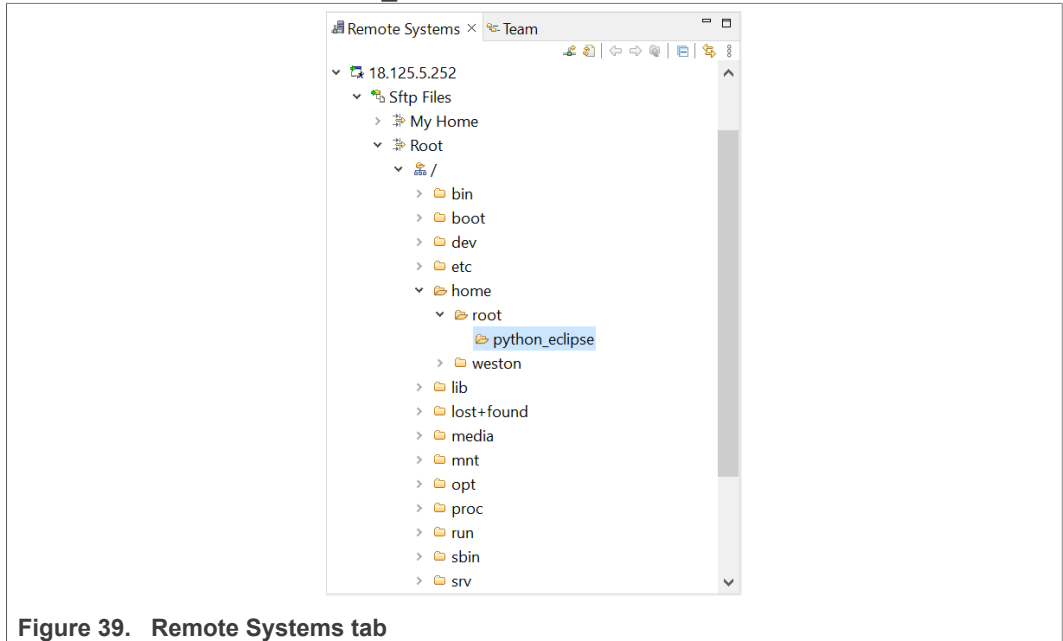 Remote Systems Team
18.125.5.252
Sftp Files
My Home
Root
/
bin
boot
dev
etc
home
root
python_eclipse
weston
lib
lost+found
media
mnt
opt
proc
run
sbin
srv
Figure 39. Remote Systems tab